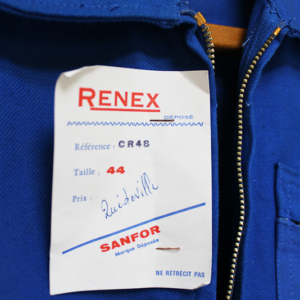 RENEX
DÉPOSÉ
Référence : CR48
Taille : 44
Prix :
SANFOR
Marque Déposée
NE RÉTRÉCIT PAS